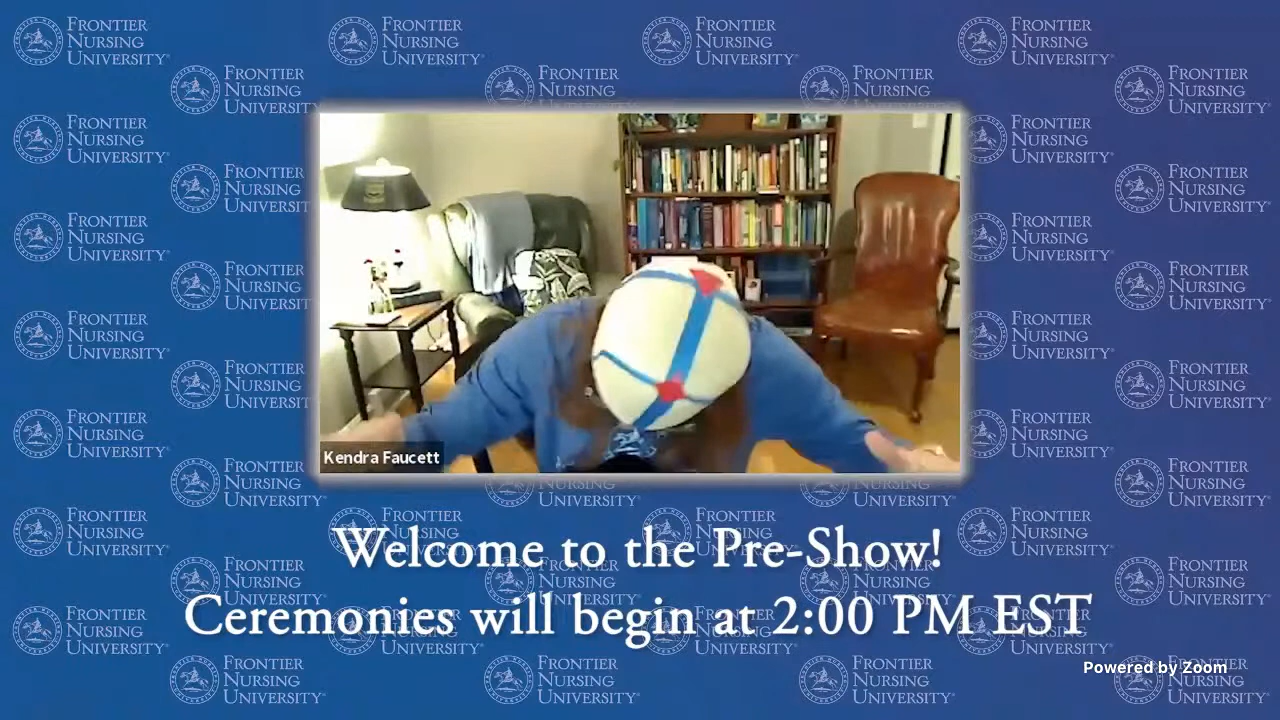 FRONTIER
NURSING
UNIVERSITY
Kendra Faucett
Welcome to the Pre-Show!
Ceremonies will begin at 2:00 PM EST
Powered by Zoom